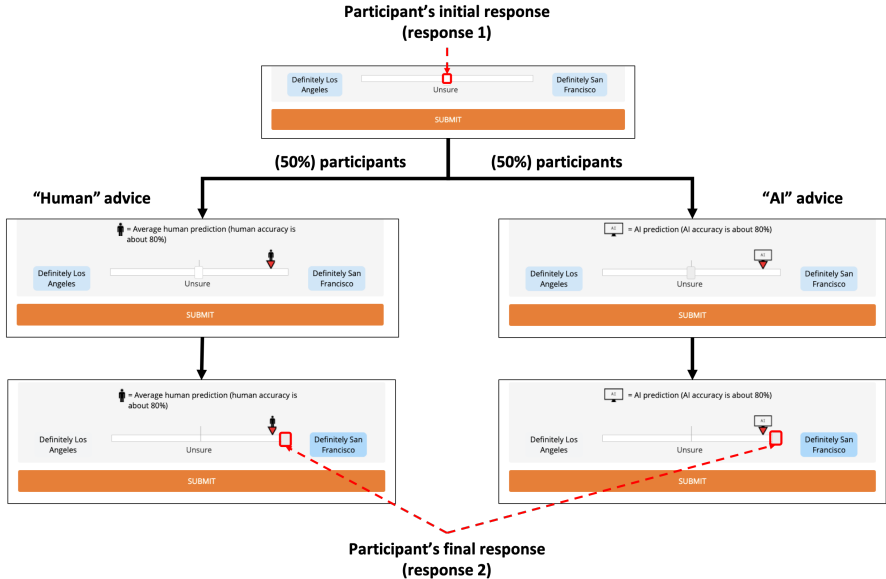 Participant's initial response
(response 1)
Definitely Los
Angeles
Unsure
Definitely San
Francisco
SUBMIT
(50%) participants
(50%) participants
“Human” advice
“AI” advice
= Average human prediction (human accuracy is
about 80%)
Definitely Los
Angeles
Unsure
Definitely San
Francisco
SUBMIT
AI = AI prediction (AI accuracy is about 80%)
AI
Definitely Los
Angeles
Unsure
Definitely San
Francisco
SUBMIT
= Average human prediction (human accuracy is
about 80%)
Definitely Los
Angeles
Unsure
Definitely San
Francisco
SUBMIT
AI = AI prediction (AI accuracy is about 80%)
AI
Definitely Los
Angeles
Unsure
Definitely San
Francisco
SUBMIT
Participant's final response
(response 2)